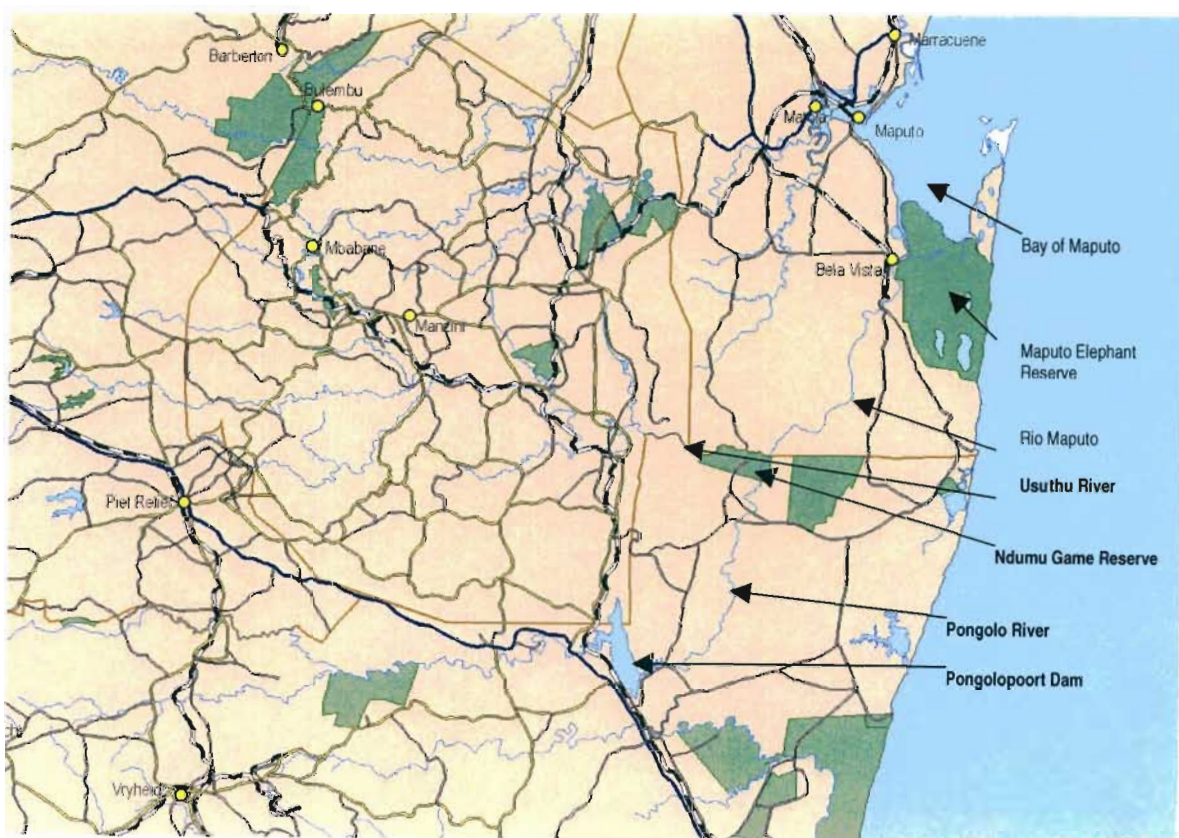 Marracuene
Barberton
Bulembu
Matola
Maputo
Mbabane
Bay of Maputo
Bela Vista
Manzini
Maputo Elephant
Reserve
Rio Maputo
Usuthu River
Piet Retief
Ndumu Game Reserve
Pongolo River
Pongolopoort Dam
Vryheid